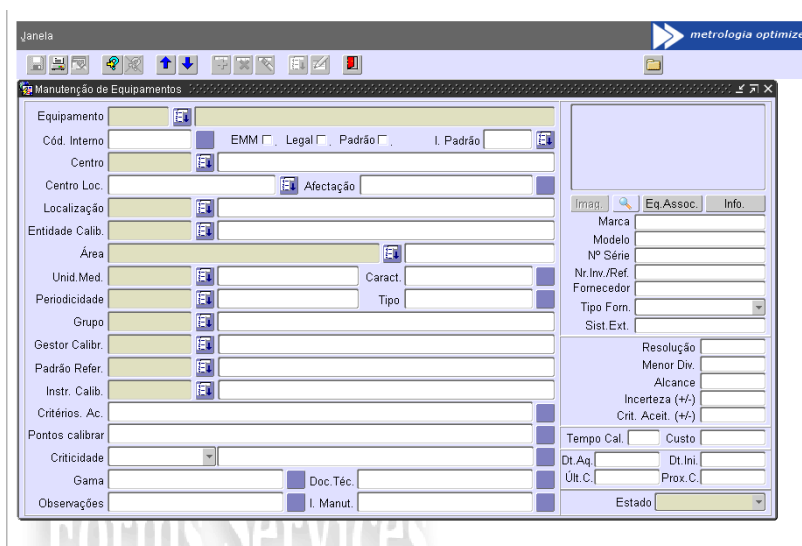 Janela
metrologia optimize
Manutenção de Equipamentos
Equipamento
Cód. Interno EMM Legal Padrão I. Padrão
Centro
Centro Loc. Afectação
Localização
Entidade Calib.
Área
Unid.Med. Caract.
Periodicidade Tipo
Grupo
Gestor Calibr.
Padrão Refer.
Instr. Calib.
Critérios. Ac.
Pontos calibrar
Criticidade
Gama Doc.Téc.
Observações I. Manut.
Imag. Eq.Assoc. Info.
Marca
Modelo
Nº Série
Nr.Inv./Ref.
Fornecedor
Tipo Forn.
Sist.Ext.
Resolução
Menor Div.
Alcance
Incerteza (+/-)
Crit. Aceit. (+/-)
Tempo Cal. Custo
Dt.Aq. Dt.Ini.
Últ.C. Prox.C.
Estado